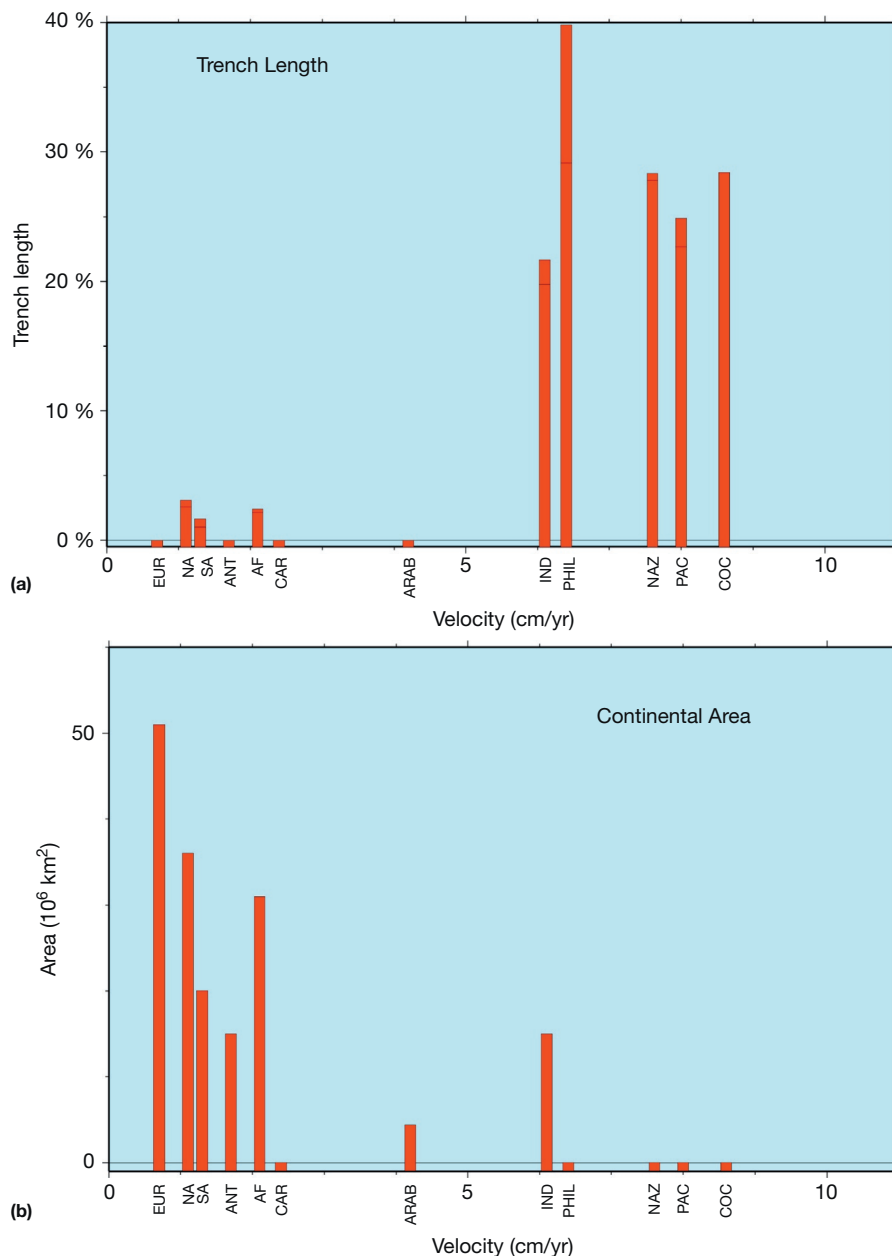 40 %
Trench Length
30 %
20 %
10 %
0 %
Trench length
0
5
10
EUR
NA
SA
ANT
AF
CAR
ARAB
IND
PHIL
NAZ
PAC
COC
(a)
Velocity (cm/yr)
Continental Area
50
0
Area (10⁶ km²)
0
5
10
EUR
NA
SA
ANT
AF
CAR
ARAB
IND
PHIL
NAZ
PAC
COC
(b)
Velocity (cm/yr)